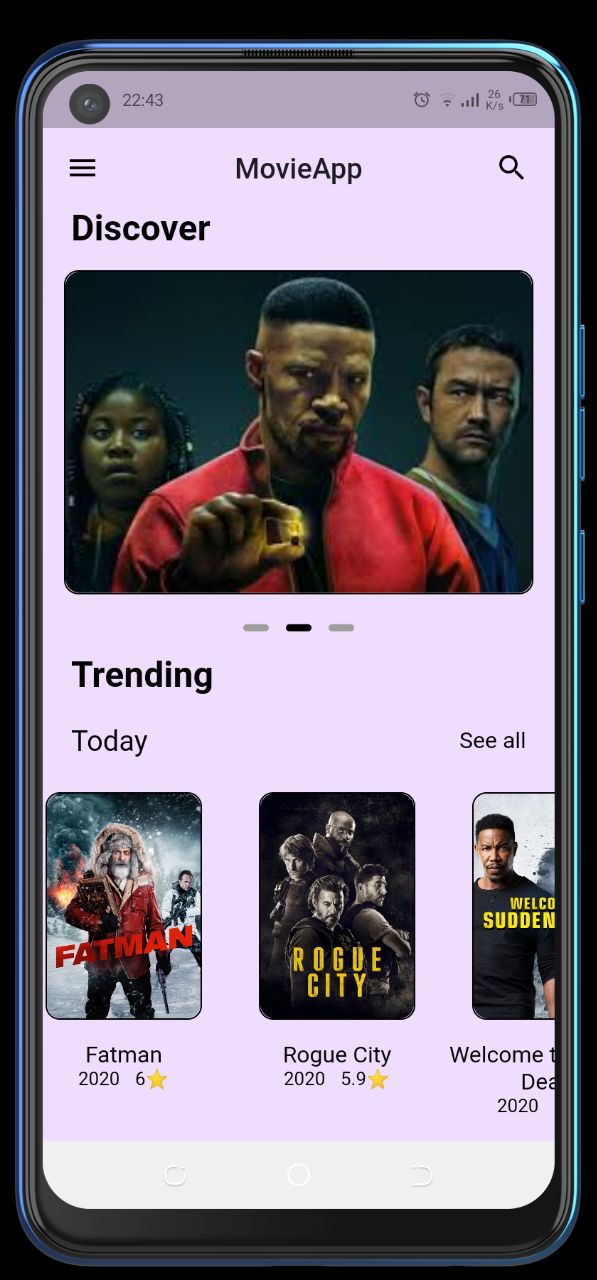 22:43
26
K/s
71
MovieApp
Discover
Trending
Today
See all
FATMAN
ROGUE
CITY
WELCO
SUDDEN
Fatman
2020 6⭐
Rogue City
2020 5.9⭐
Welcome t
Dea
2020